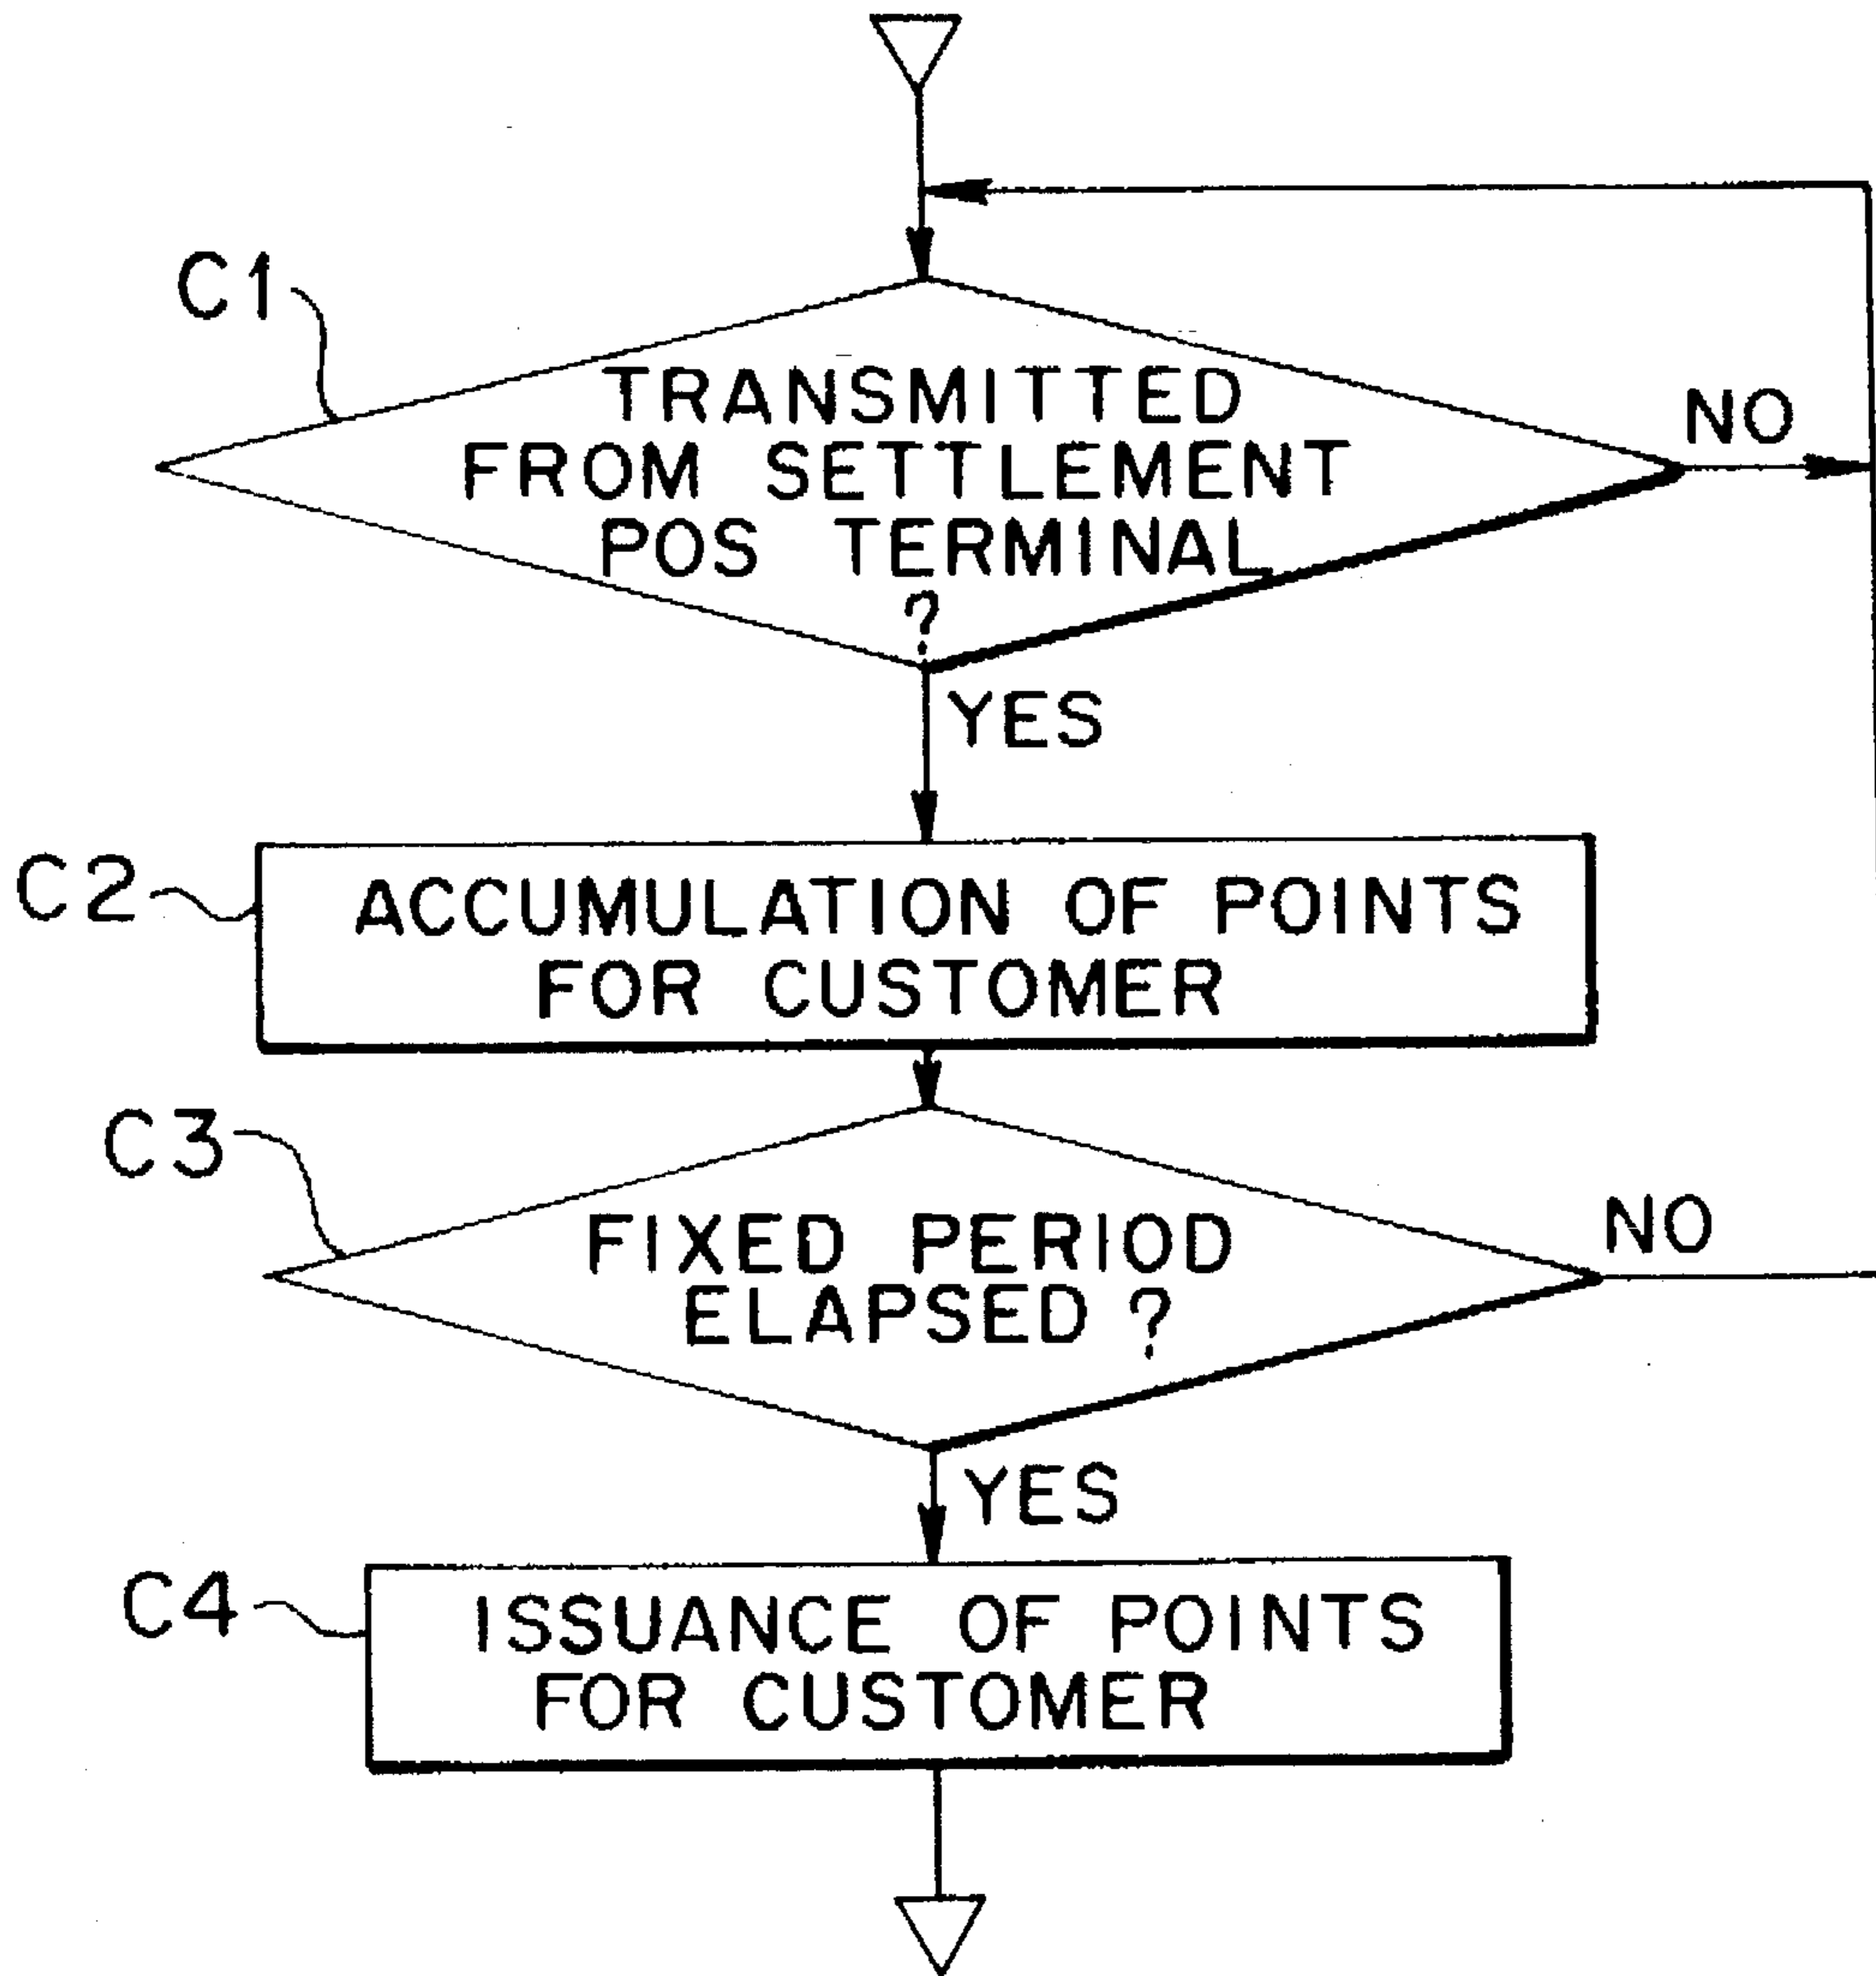 C1
TRANSMITTED
FROM SETTLEMENT
POS TERMINAL
?
NO
YES
C2
ACCUMULATION OF POINTS
FOR CUSTOMER
C3
FIXED PERIOD
ELAPSED ?
NO
YES
C4
ISSUANCE OF POINTS
FOR CUSTOMER